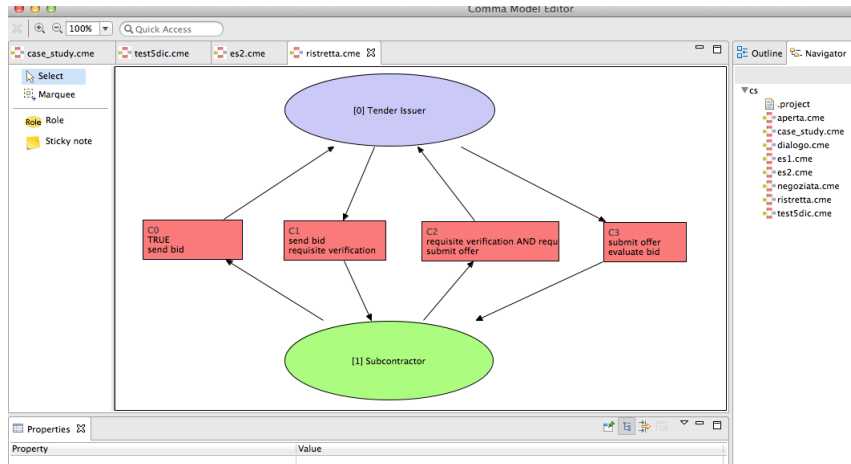 Comma Model Editor
100%
Quick Access
case_study.cme
test5dic.cme
es2.cme
ristretta.cme
Outline
Navigator
Select
Marquee
Role Role
Sticky note
[0] Tender Issuer
C0
TRUE
send bid
C1
send bid
requisite verification
C2
requisite verification AND requ
submit offer
C3
submit offer
evaluate bid
[1] Subcontractor
cs
.project
aperta.cme
case_study.cme
dialogo.cme
es1.cme
es2.cme
negoziata.cme
ristretta.cme
test5dic.cme
Properties
Property
Value